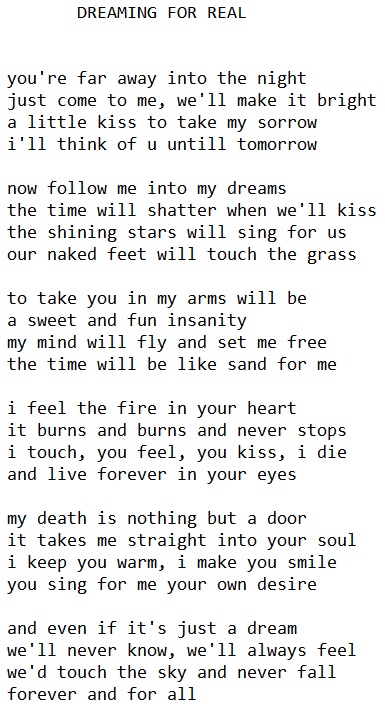 DREAMING FOR REAL
you're far away into the night
just come to me, we'll make it bright
a little kiss to take my sorrow
i'll think of u untill tomorrow
now follow me into my dreams
the time will shatter when we'll kiss
the shining stars will sing for us
our naked feet will touch the grass
to take you in my arms will be
a sweet and fun insanity
my mind will fly and set me free
the time will be like sand for me
i feel the fire in your heart
it burns and burns and never stops
i touch, you feel, you kiss, i die
and live forever in your eyes
my death is nothing but a door
it takes me straight into your soul
i keep you warm, i make you smile
you sing for me your own desire
and even if it's just a dream
we'll never know, we'll always feel
we'd touch the sky and never fall
forever and for all